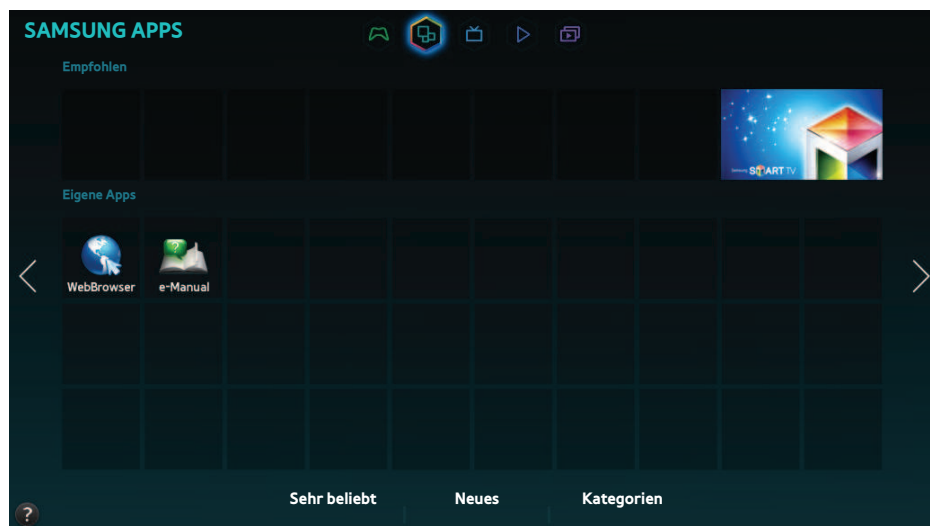 SAMSUNG APPS
Empfohlen
SMART TV
Eigene Apps
WebBrowser e-Manual
Sehr beliebt Neues Kategorien
?